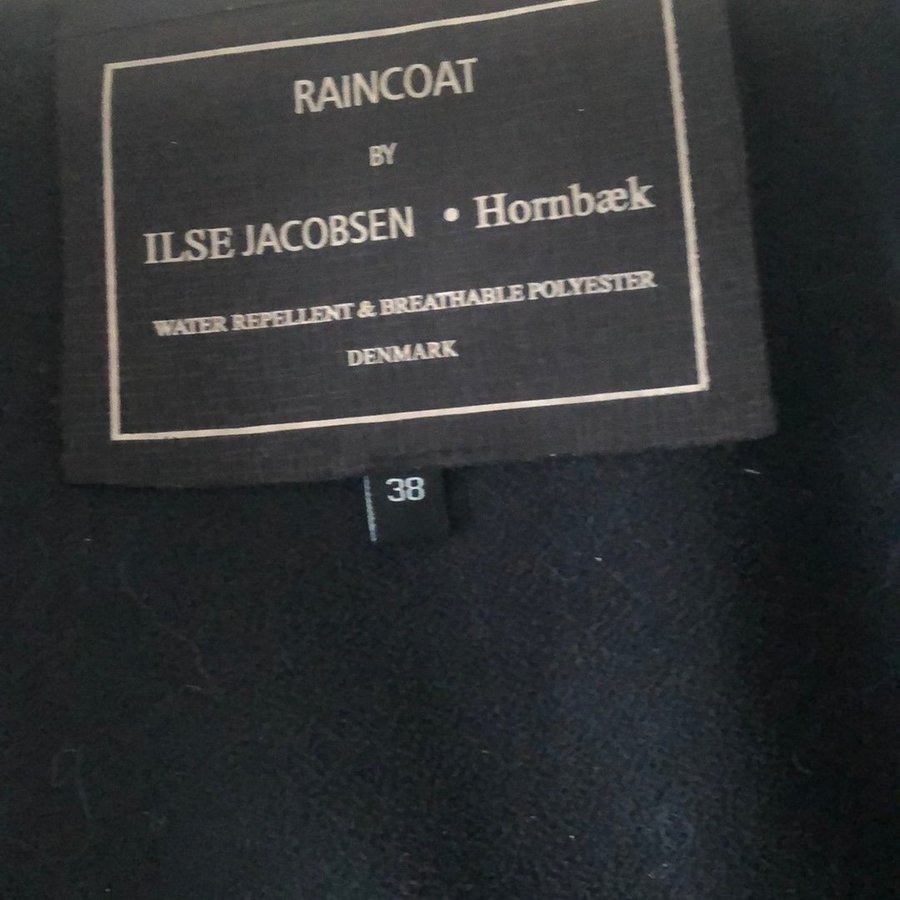 RAINCOAT
BY
ILSE JACOBSEN • Hornbæk
WATER REPELLENT & BREATHABLE POLYESTER
DENMARK
38